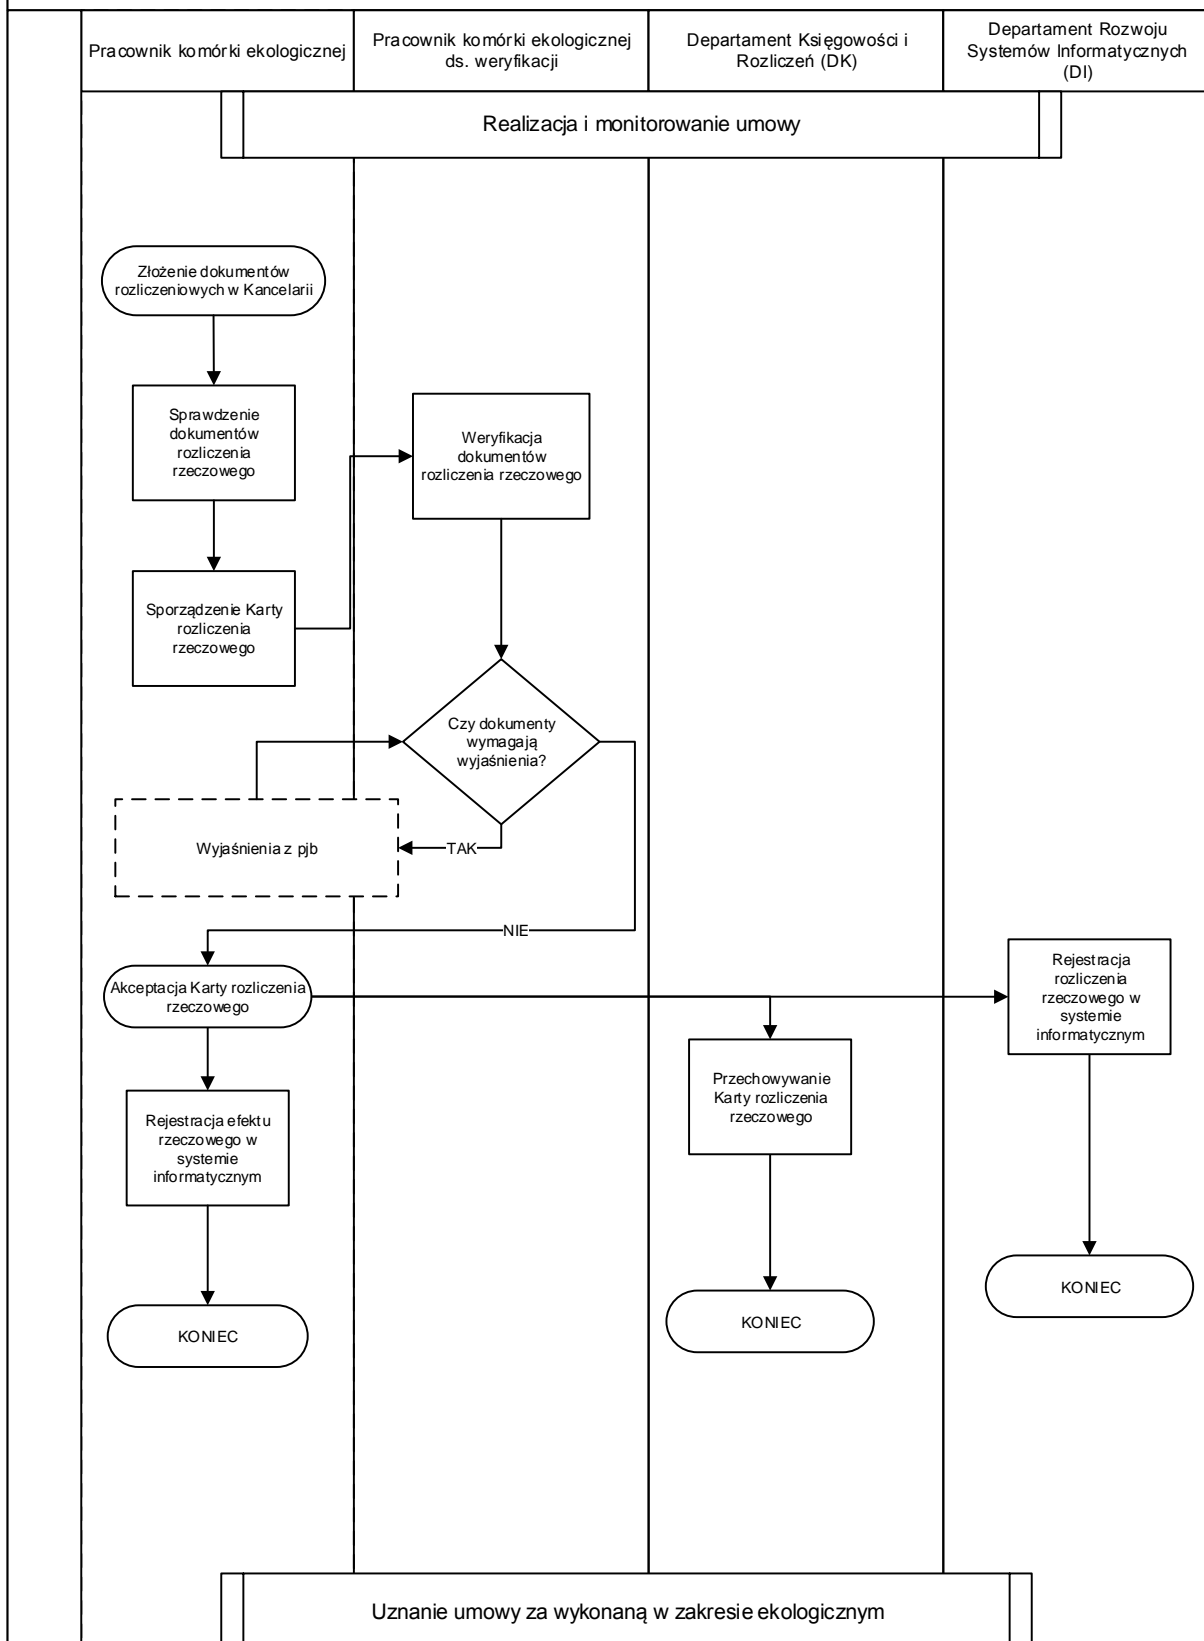 Pracownik komórki ekologicznej
Pracownik komórki ekologicznej
ds. weryfikacji
Departament Księgowości i
Rozliczeń (DK)
Departament Rozwoju
Systemów Informatycznych
(DI)
Realizacja i monitorowanie umowy
Złożenie dokumentów
rozliczeniowych w Kancelarii
Sprawdzenie
dokumentów
rozliczenia
rzeczowego
Weryfikacja
dokumentów
rozliczenia rzeczowego
Sporządzenie Karty
rozliczenia
rzeczowego
Czy dokumenty
wymagają
wyjaśnienia?
Wyjaśnienia z pjb
TAK
NIE
Akceptacja Karty rozliczenia
rzeczowego
Rejestracja
rozliczenia
rzeczowego w
systemie
informatycznym
Przechowywanie
Karty rozliczenia
rzeczowego
Rejestracja efektu
rzeczowego w
systemie
informatycznym
KONIEC
KONIEC
KONIEC
Uznanie umowy za wykonaną w zakresie ekologicznym